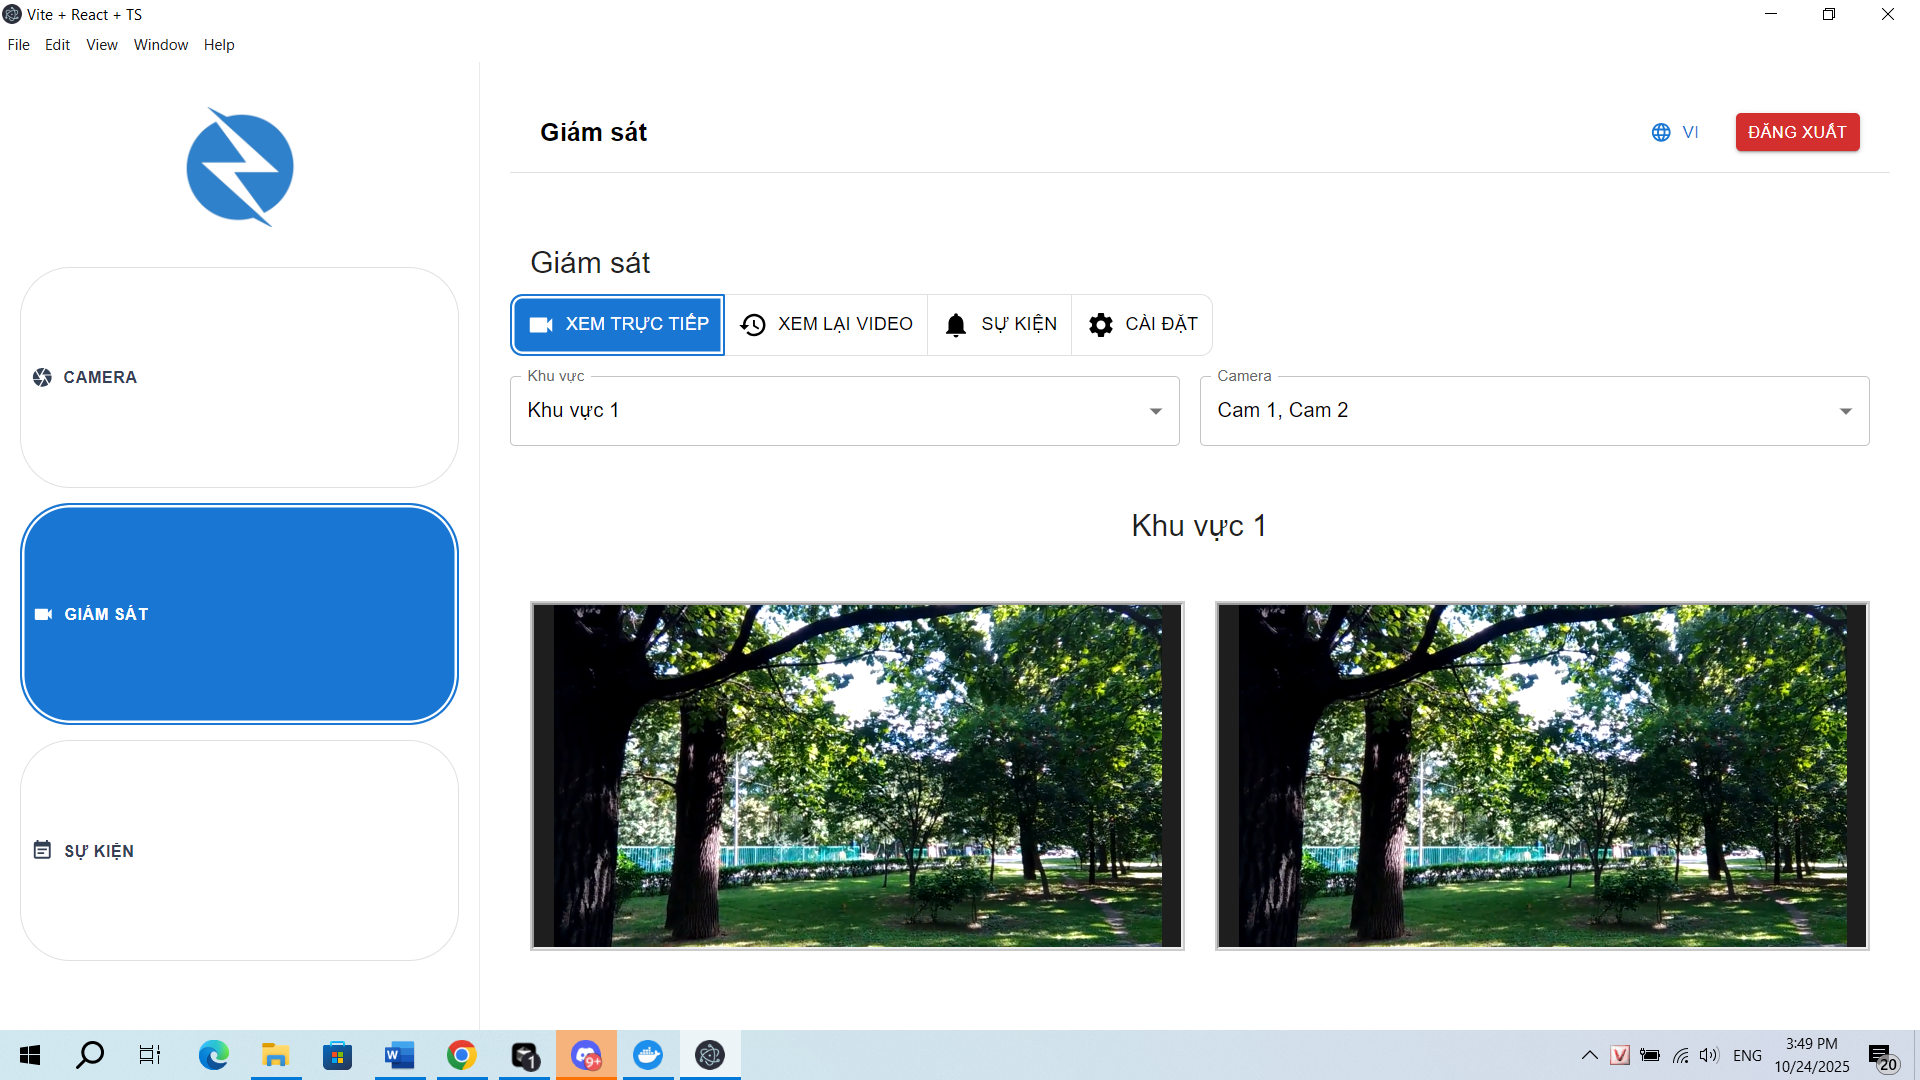 Vite + React + TS
File Edit View Window Help
Giám sát
VI
ĐĂNG XUẤT
CAMERA
GIÁM SÁT
SỰ KIỆN
Giám sát
XEM TRỰC TIẾP
XEM LẠI VIDEO
SỰ KIỆN
CÀI ĐẶT
Khu vực
Khu vực 1
Camera
Cam 1, Cam 2
Khu vực 1
1
9+
ENG
3:49 PM
10/24/2025
20